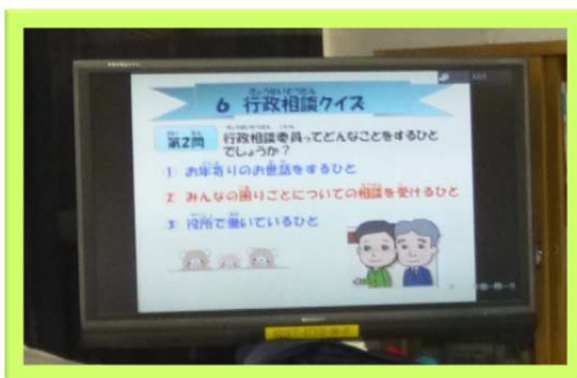 6 行政相談クイズ
第2問 行政相談委員ってどんなことをするひと
でしょうか？
① お年寄りのお世話をするひと
② みんなの困りごとについての相談を受けるひと
③ 役所で働いているひと